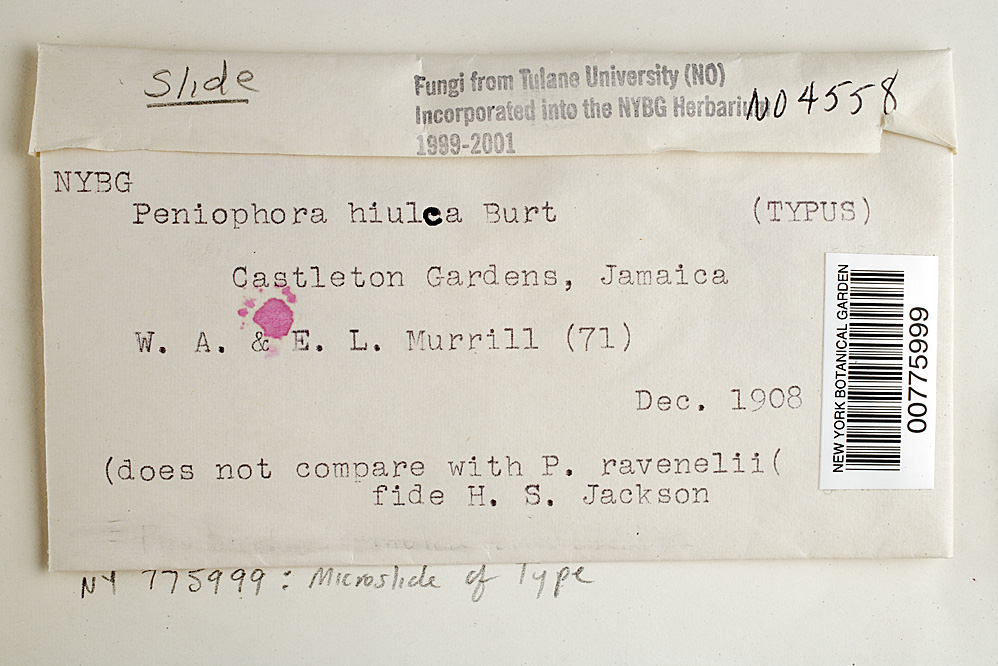 Slide
Fungi from Tulane University (NO)
Incorporated into the NYBG Herbarium
1999-2001
NO 4558
NYBG
Peniophora hiulca Burt (TYPUS)
Castleton Gardens, Jamaica
W. A. & E. L. Murrill (71)
Dec. 1908
(does not compare with P. ravenelii(
fide H. S. Jackson
NEW YORK BOTANICAL GARDEN
00775999
NY 775999: Microslide of Type